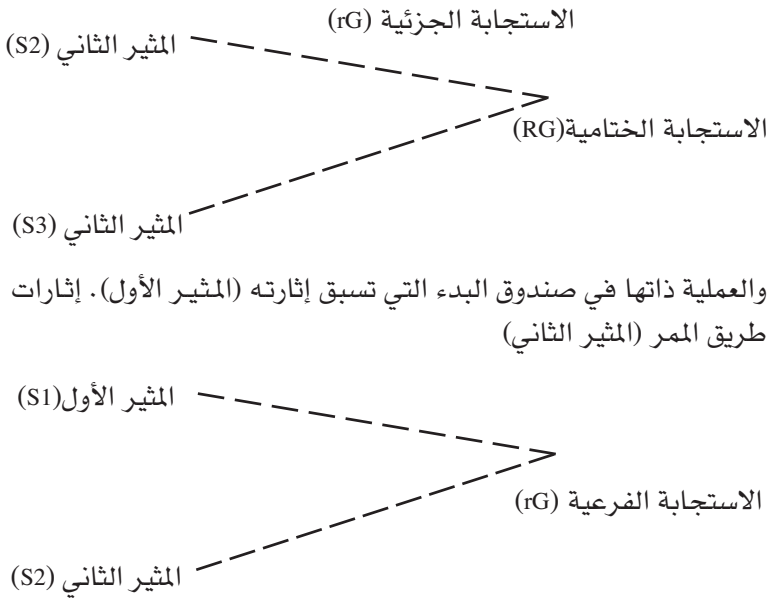 الاستجابة الجزئية (rG)
المثير الثاني (S2)
الاستجابة الختامية(RG)
المثير الثاني (S3)
والعملية ذاتها في صندوق البدء التي تسبق إثارته (المثير الأول). إثارات
طريق الممر (المثير الثاني)
المثير الأول(S1)
الاستجابة الفرعية (rG)
المثير الثاني (S2)